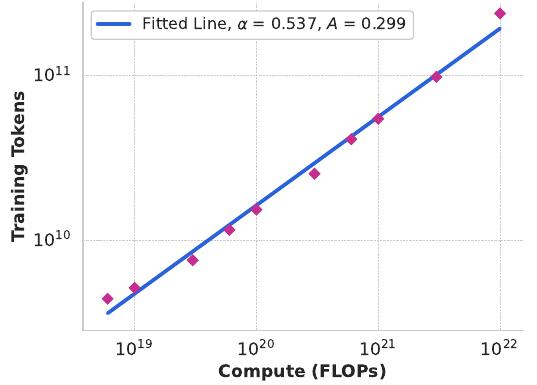 Fitted Line, α = 0.537, A = 0.299
Training Tokens
10¹¹
10¹⁰
10¹⁹
10²⁰
10²¹
10²²
Compute (FLOPs)